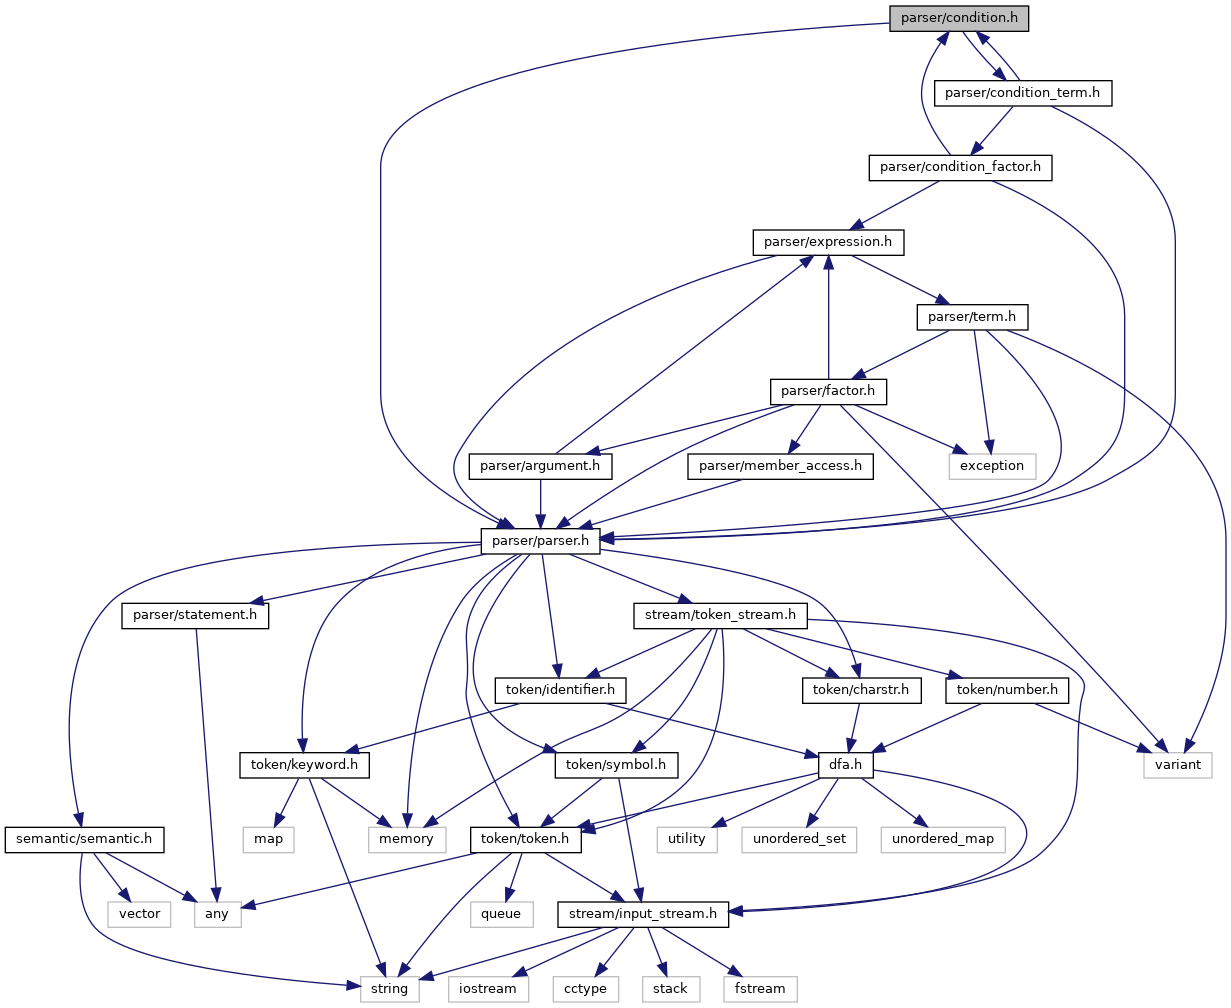 parser/condition.h
parser/condition_term.h
parser/condition_factor.h
parser/expression.h
parser/term.h
parser/factor.h
parser/argument.h
parser/member_access.h
exception
parser/parser.h
parser/statement.h
stream/token_stream.h
token/identifier.h
token/charstr.h
token/number.h
token/keyword.h
token/symbol.h
dfa.h
variant
semantic/semantic.h
map
memory
token/token.h
utility
unordered_set
unordered_map
vector
any
queue
stream/input_stream.h
string
iostream
cctype
stack
fstream